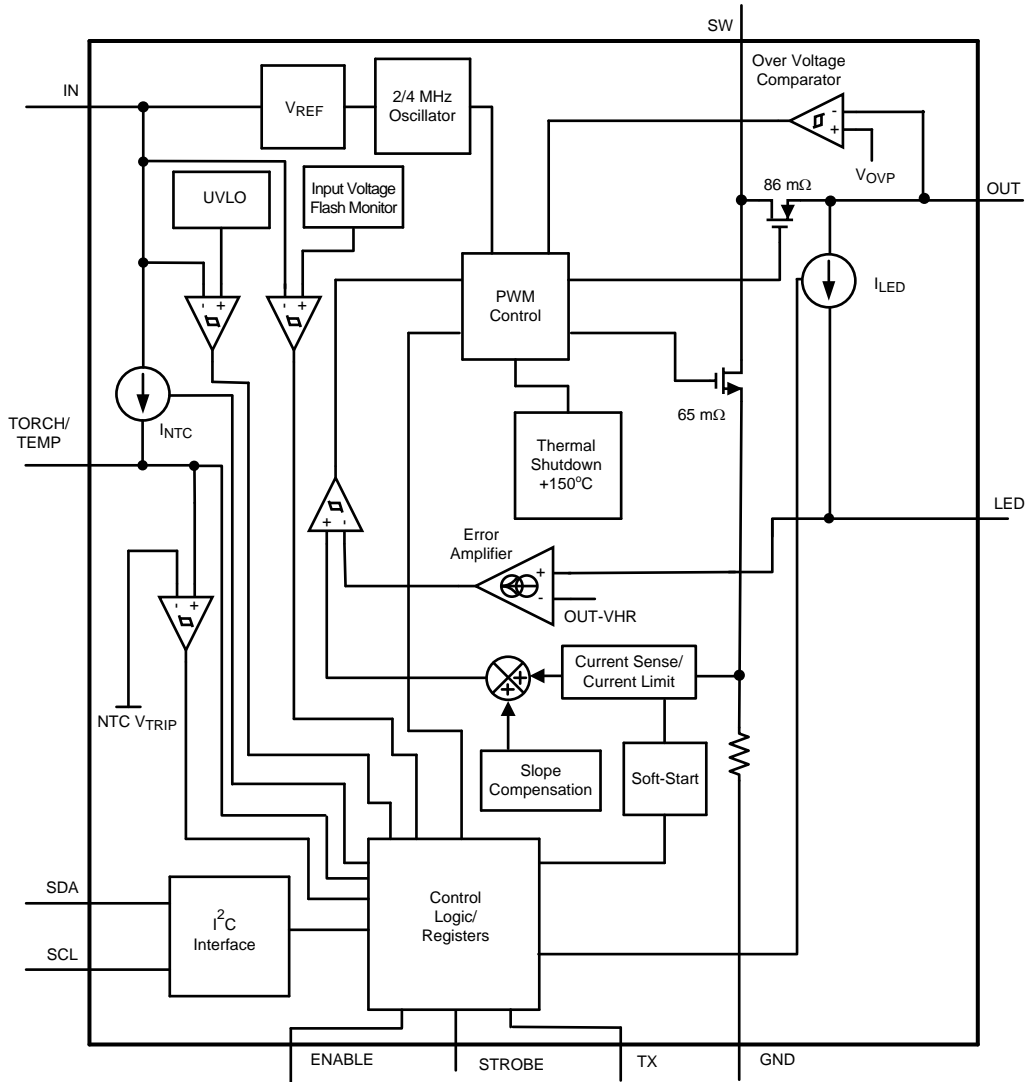 SW
Over Voltage
Comparator
IN
VREF
2/4 MHz
Oscillator
-
+
VOVP
UVLO
Input Voltage
Flash Monitor
86 mΩ
OUT
- +
- +
PWM
Control
ILED
INTC
65 mΩ
TORCH/
TEMP
Thermal
Shutdown
+150°C
LED
+ -
Error
Amplifier
+
-
OUT-VHR
- +
Current Sense/
Current Limit
+
+
NTC VTRIP
Slope
Compensation
Soft-Start
SDA
I2C
Interface
Control
Logic/
Registers
SCL
ENABLE
STROBE
TX
GND